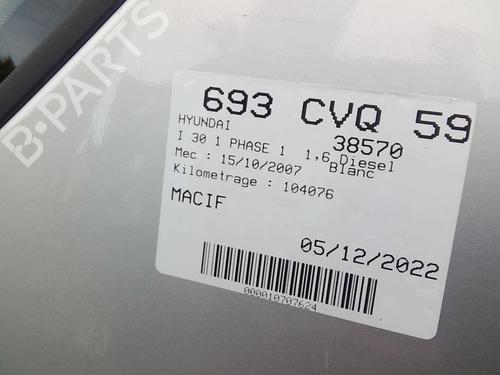 B-PARTS
693 CVQ 59
HYUNDAI 38570
I 30 1 PHASE 1 1,6 Diesel
Mec : 15/10/2007 Blanc
Kilometrage : 104076
MACIF
05/12/2022
000010707624